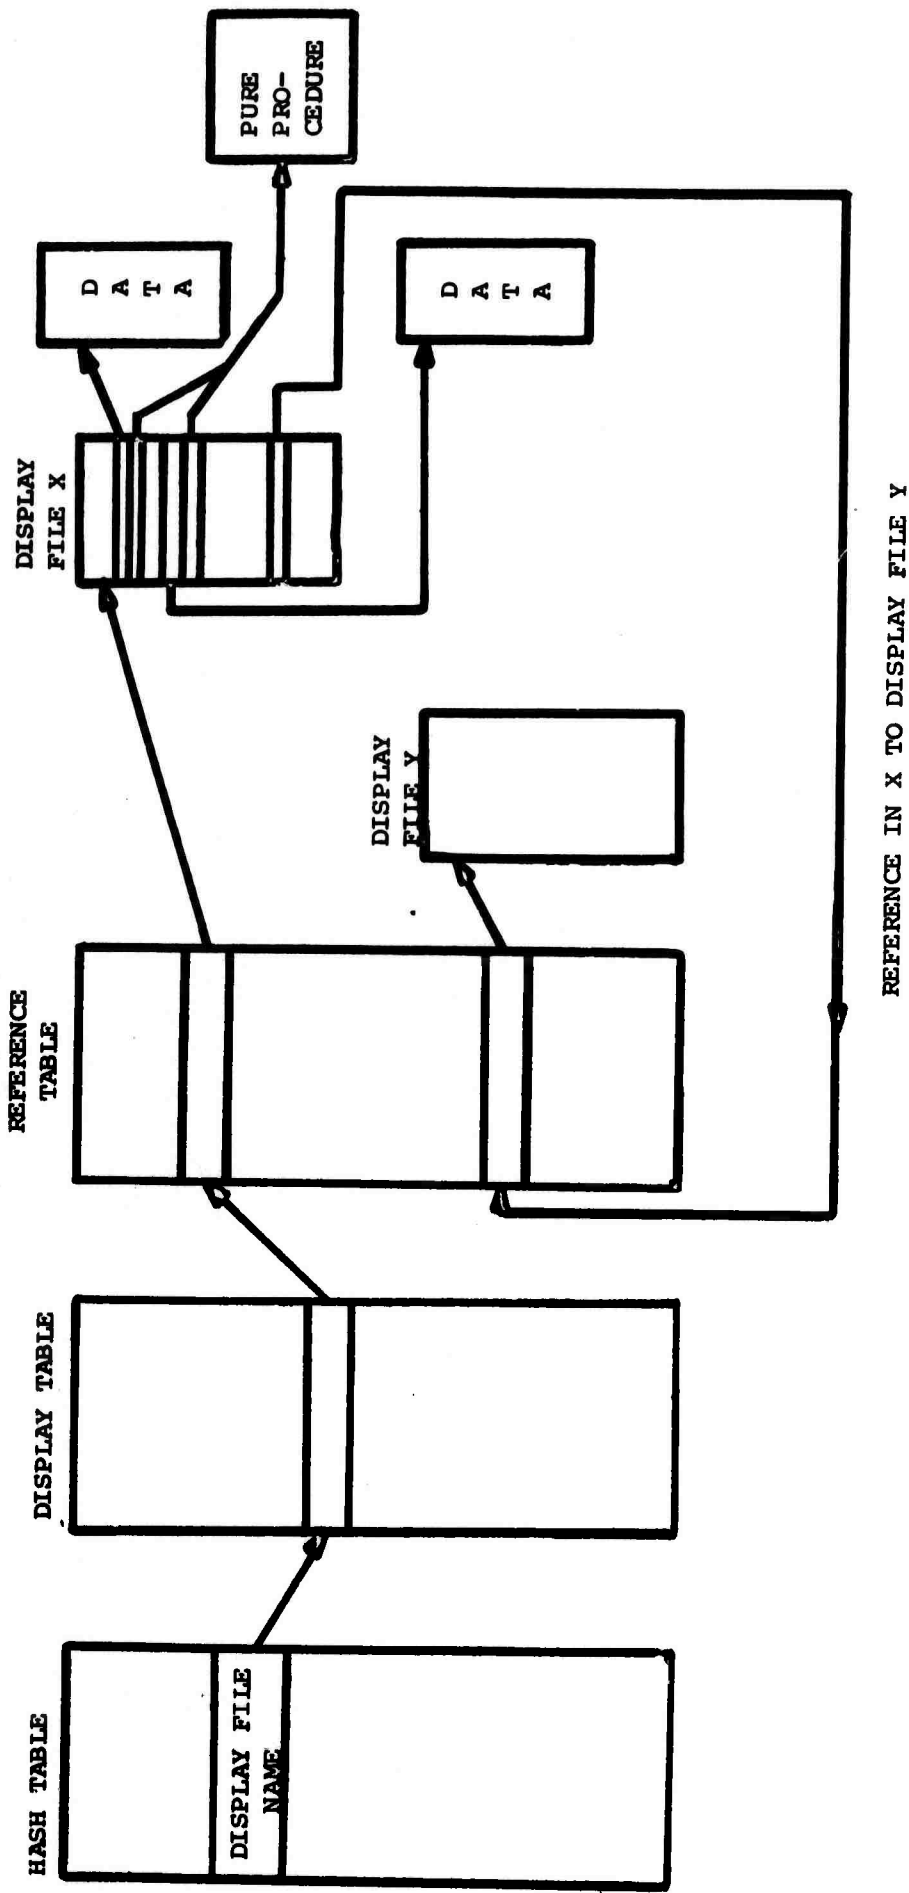 HASH TABLE
DISPLAY FILE
NAME
DISPLAY TABLE
REFERENCE
TABLE
DISPLAY
FILE Y
DISPLAY
FILE X
D
A
T
A
D
A
T
A
PURE
PRO-
CEDURE
REFERENCE IN X TO DISPLAY FILE Y